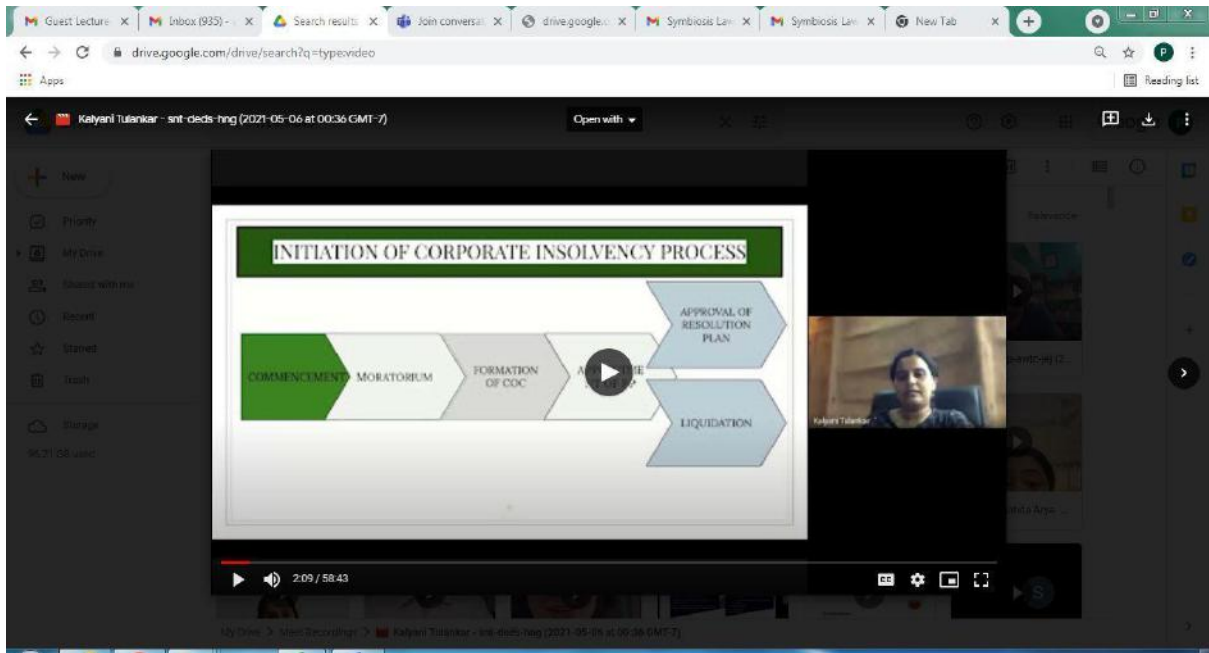 Guest Lecture
Inbox (935) -
Search results
Join conversat
drive.google.c
Symbiosis Law
Symbiosis Law
New Tab
drive.google.com/drive/search?q=type:video
P
Apps
Reading list
Kalyani Tulankar - snt-deds-hng (2021-05-06 at 00:36 GMT-7)
Open with
New
Priority
My Drive
Shared with me
Recent
Starred
Trash
Storage
INITIATION OF CORPORATE INSOLVENCY PROCESS
COMMENCEMENT
MORATORIUM
FORMATION
OF COC
APPROVAL OF
RESOLUTION
PLAN
LIQUIDATION
Kalyani Tulankar
2:09 / 58:43
CC
S
My Drive > Meet Recordings > Kalyani Tulankar - snt-deds-hng (2021-05-06 at 00:36 GMT-7)